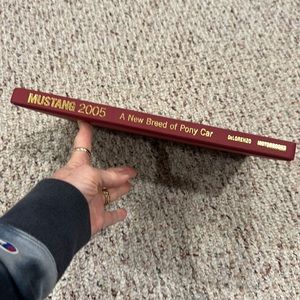 MUSTANG 2005 A New Breed of Pony Car DeLORENZO MOTORBOOKS